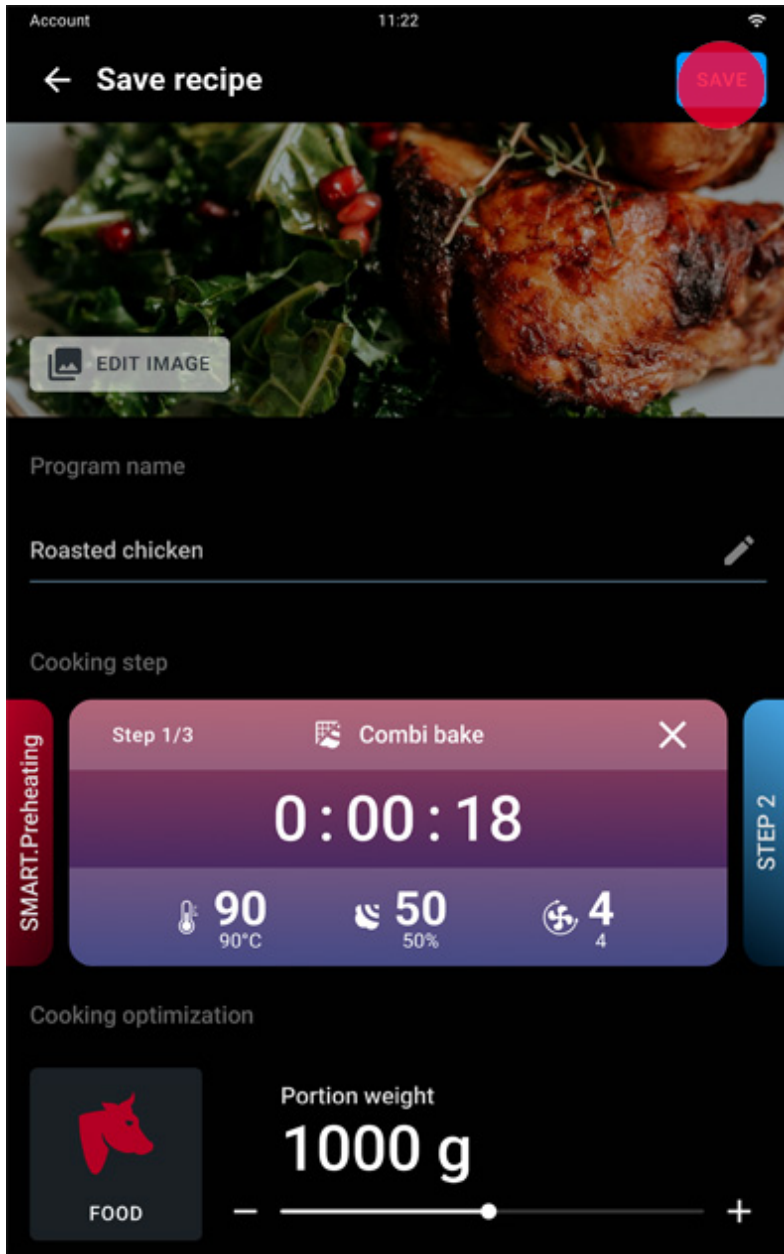 Account 11:22
Save recipe SAVE
EDIT IMAGE
Program name
Roasted chicken
Cooking step
SMART.Preheating
Step 1/3 Combi bake
0:00:18
90 50 4
90°C 50% 4
STEP 2
Cooking optimization
Portion weight
1000 g
FOOD